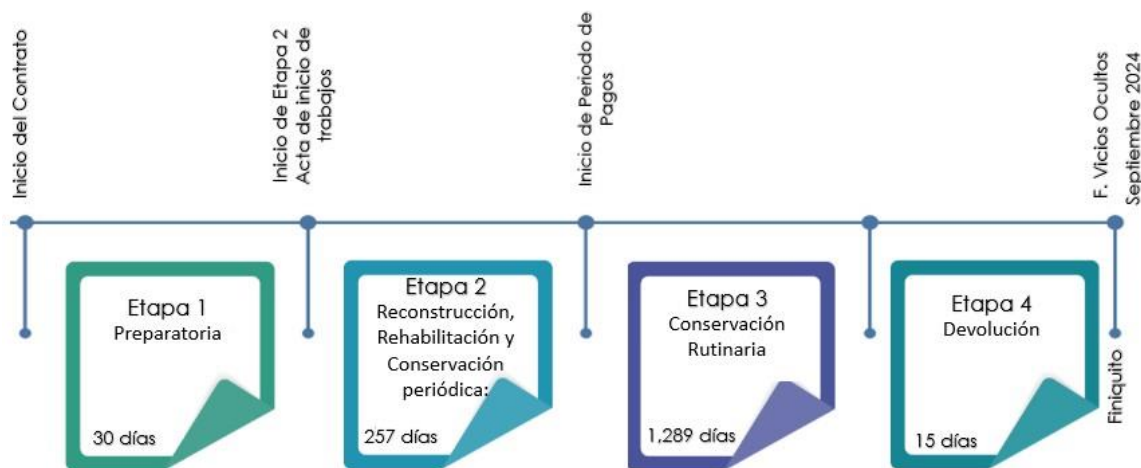 Inicio del Contrato
Inicio de Etapa 2
Acta de inicio de
trabajos
Inicio de Periodo de
Pagos
F. Vicios Ocultos
Septiembre 2024
Etapa 1
Preparatoria
30 días
Etapa 2
Reconstrucción,
Rehabilitación y
Conservación
periódica:
257 días
Etapa 3
Conservación
Rutinaria
1,289 días
Etapa 4
Devolución
15 días
Finiquito